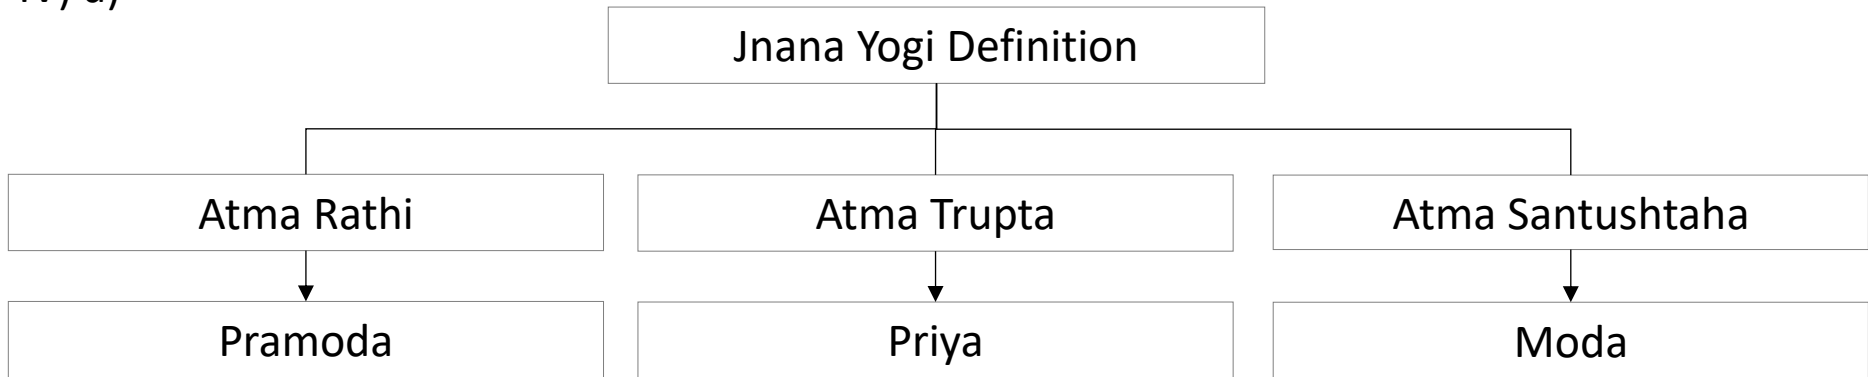 Jnana Yogi Definition
Atma Rathi
Atma Trupta
Atma Santushtaha
Pramoda
Priya
Moda